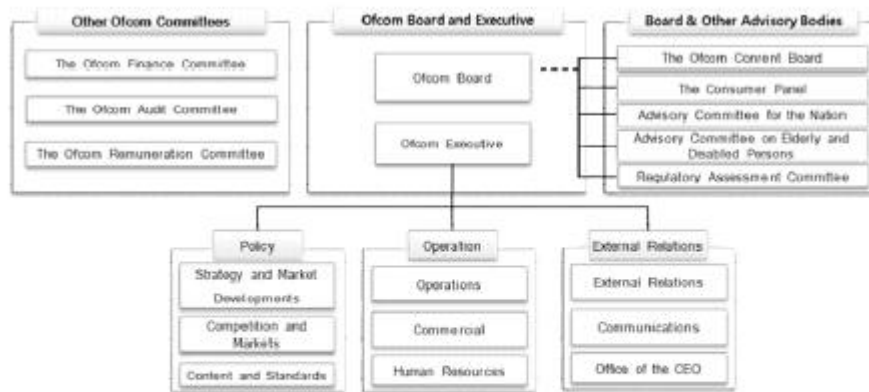 Other Ofcom Committees
The Ofcom Finance Committee
The Ofcom Audit Committee
The Ofcom Remuneration Committee
Ofcom Board and Executive
Ofcom Board
Ofcom Executive
Board & Other Advisory Bodies
The Ofcom Content Board
The Consumer Panel
Advisory Committee for the Nation
Advisory Committee on Elderly and
Disabled Persons
Regulatory Assessment Committee
Policy
Strategy and Market
Developments
Competition and
Markets
Content and Standards
Operation
Operations
Commercial
Human Resources
External Relations
External Relations
Communications
Office of the CEO